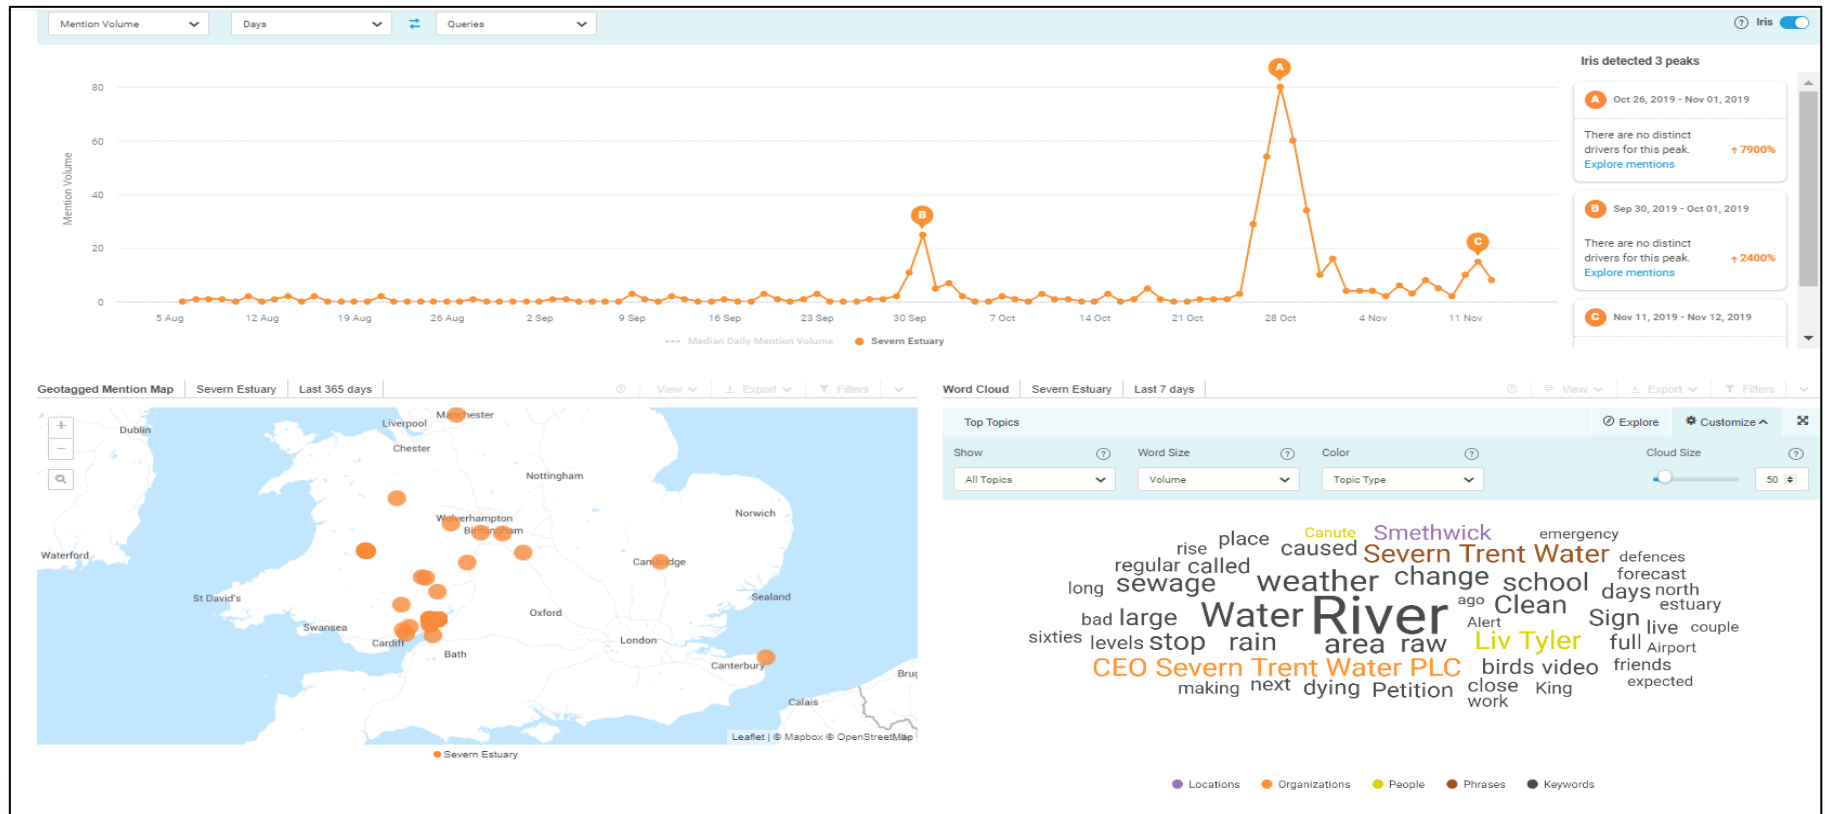 Mention Volume Days Queries Iris
Iris detected 3 peaks
Mention Volume
80
60
40
20
0
A
B
C
5 Aug 12 Aug 19 Aug 26 Aug 2 Sep 9 Sep 16 Sep 23 Sep 30 Sep 7 Oct 14 Oct 21 Oct 28 Oct 4 Nov 11 Nov
Median Daily Mention Volume Severn Estuary
A Oct 26, 2019 - Nov 01, 2019
There are no distinct
drivers for this peak. 7900%
Explore mentions
B Sep 30, 2019 - Oct 01, 2019
There are no distinct
drivers for this peak. 2400%
Explore mentions
C Nov 11, 2019 - Nov 12, 2019
Geotagged Mention Map Severn Estuary Last 365 days View Export Filters
Manchester
Liverpool
Dublin
Chester
Nottingham
Norwich
Wolverhampton
Birmingham
Waterford
Cambridge
St David's
Sealand
Oxford
Swansea
Cardiff
London
Bath
Canterbury
Calais
Leaflet | © Mapbox © OpenStreetMap
Severn Estuary
Word Cloud Severn Estuary Last 7 days View Export Filters
Top Topics Explore Customize
Show Word Size Color Cloud Size
All Topics Volume Topic Type 50
Canute Smethwick emergency
rise place caused Severn Trent Water defences
regular called forecast
long sewage weather change school days north
bad large Water River ago Clean Sign estuary
Alert live couple
sixties levels stop rain area raw Liv Tyler full Airport
CEO Severn Trent Water PLC birds video friends
making next dying Petition close King expected
work
Locations Organizations People Phrases Keywords